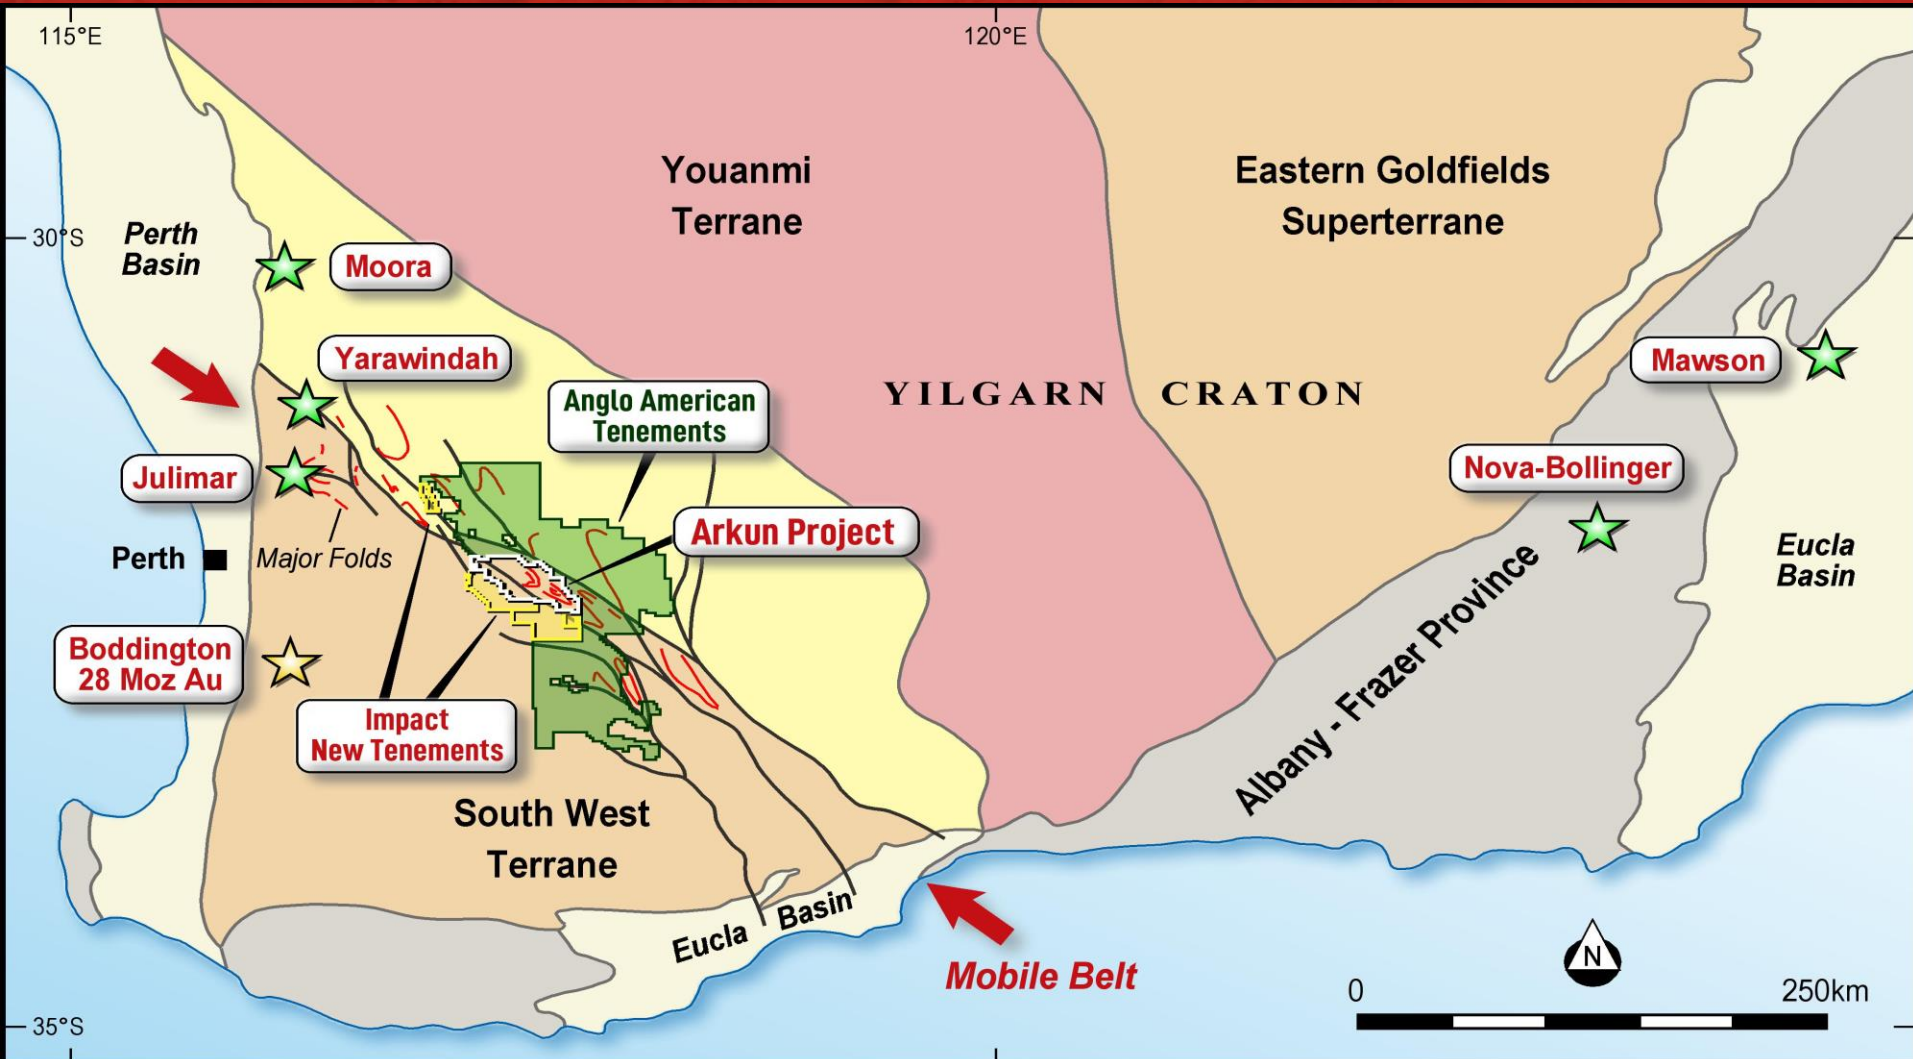 115°E
120°E
Youanmi
Terrane
Eastern Goldfields
Superterrane
30°S
Perth
Basin
Moora
Yarawindah
Mawson
YILGARN CRATON
Anglo American
Tenements
Julimar
Nova-Bollinger
Arkun Project
Perth
Major Folds
Eucla
Basin
Boddington
28 Moz Au
Impact
New Tenements
Albany - Frazer Province
South West
Terrane
Eucla Basin
Mobile Belt
N
0 250km
35°S